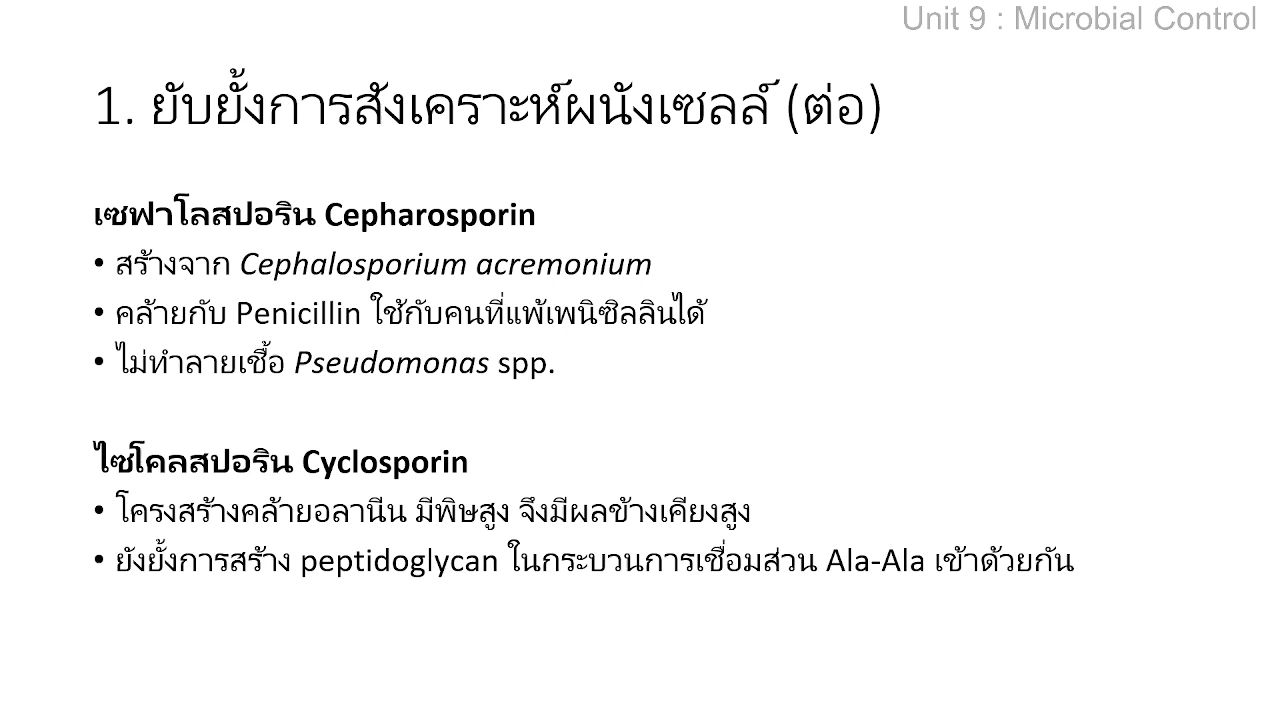 Unit 9 : Microbial Control
1. ยับยั้งการสังเคราะห์ผนังเซลล์ (ต่อ)
เซฟาโลสปอริน Cepharosporin
• สร้างจาก Cephalosporium acremonium
• คล้ายกับ Penicillin ใช้กับคนที่แพ้เพนิซิลลินได้
• ไม่ทำลายเชื้อ Pseudomonas spp.
ไซโคลสปอริน Cyclosporin
• โครงสร้างคล้ายอลานีน มีพิษสูง จึงมีผลข้างเคียงสูง
• ยังยั้งการสร้าง peptidoglycan ในกระบวนการเชื่อมส่วน Ala-Ala เข้าด้วยกัน